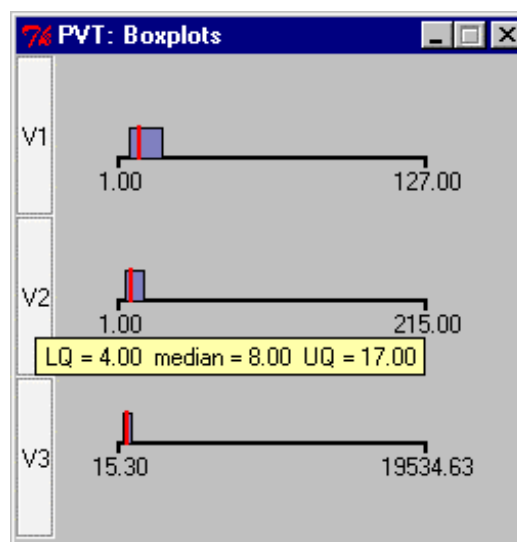 7% PVT: Boxplots
V1
1.00 127.00
V2
1.00 215.00
LQ = 4.00 median = 8.00 UQ = 17.00
V3
15.30 19534.63